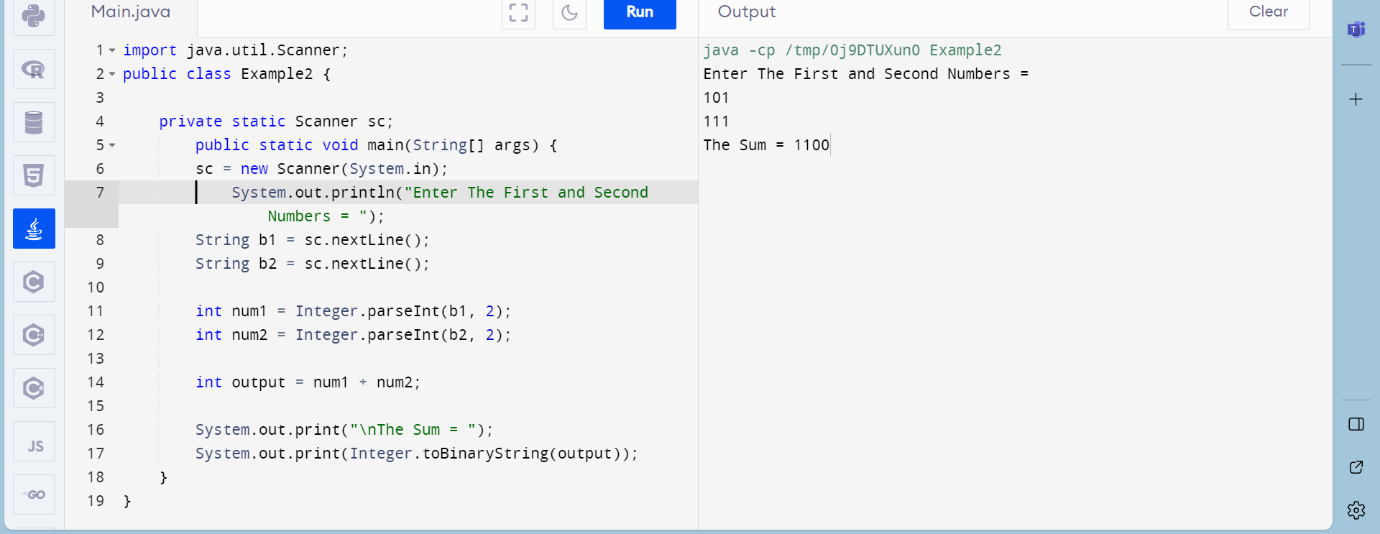 Main.java
Run
Output
Clear
1 import java.util.Scanner;
2 public class Example2 {
3
4 private static Scanner sc;
5 public static void main(String[] args) {
6 sc = new Scanner(System.in);
7 System.out.println("Enter The First and Second
Numbers = ");
8 String b1 = sc.nextLine();
9 String b2 = sc.nextLine();
10
11 int num1 = Integer.parseInt(b1, 2);
12 int num2 = Integer.parseInt(b2, 2);
13
14 int output = num1 + num2;
15
16 System.out.print("\nThe Sum = ");
17 System.out.print(Integer.toBinaryString(output));
18 }
19 }
java -cp /tmp/0j9DTUXun0 Example2
Enter The First and Second Numbers =
101
111
The Sum = 1100
R
5
C
C
C
JS
GO
T